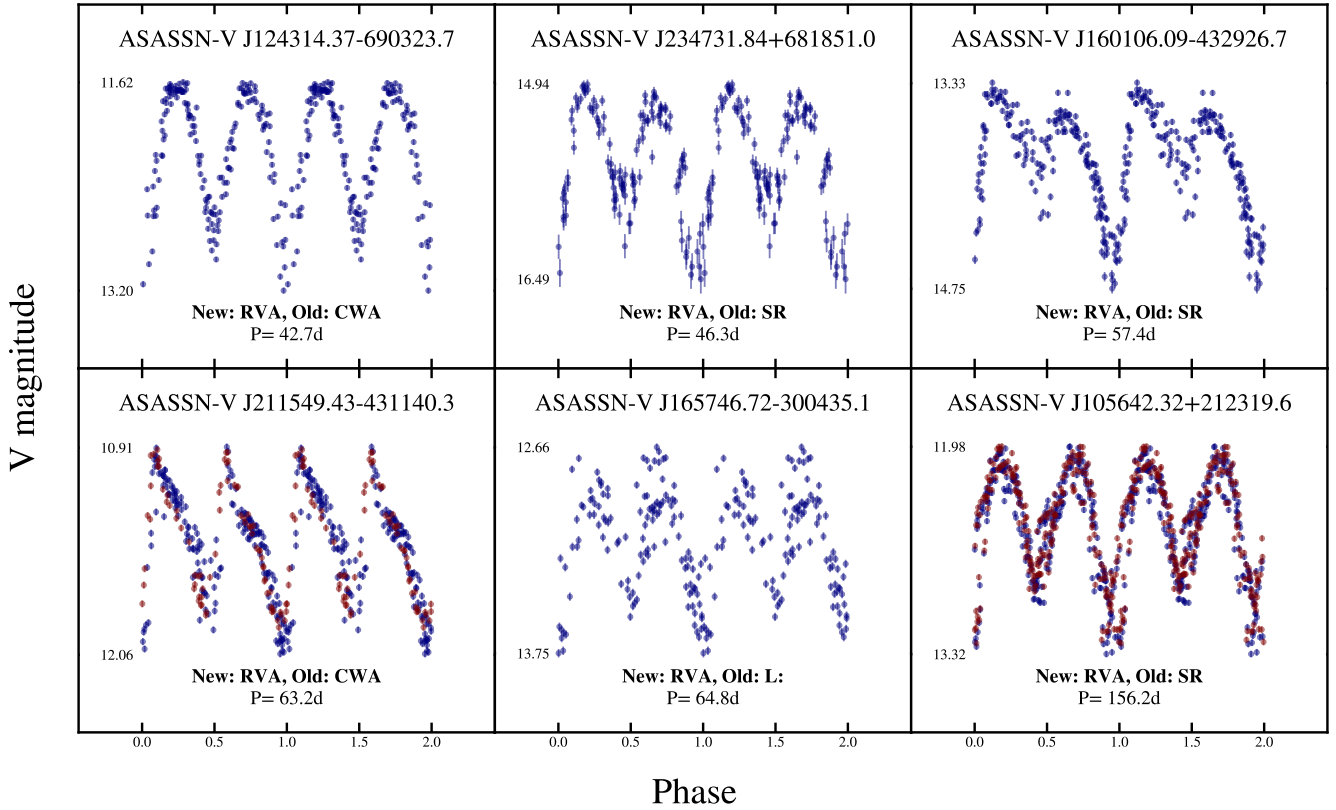 V magnitude
ASASSN-V J124314.37-690323.7
11.62
13.20
New: RVA, Old: CWA
P= 42.7d
ASASSN-V J234731.84+681851.0
14.94
16.49
New: RVA, Old: SR
P= 46.3d
ASASSN-V J160106.09-432926.7
13.33
14.75
New: RVA, Old: SR
P= 57.4d
ASASSN-V J211549.43-431140.3
10.91
12.06
New: RVA, Old: CWA
P= 63.2d
0.0 0.5 1.0 1.5 2.0
ASASSN-V J165746.72-300435.1
12.66
13.75
New: RVA, Old: L:
P= 64.8d
0.0 0.5 1.0 1.5 2.0
ASASSN-V J105642.32+212319.6
11.98
13.32
New: RVA, Old: SR
P= 156.2d
0.0 0.5 1.0 1.5 2.0
Phase